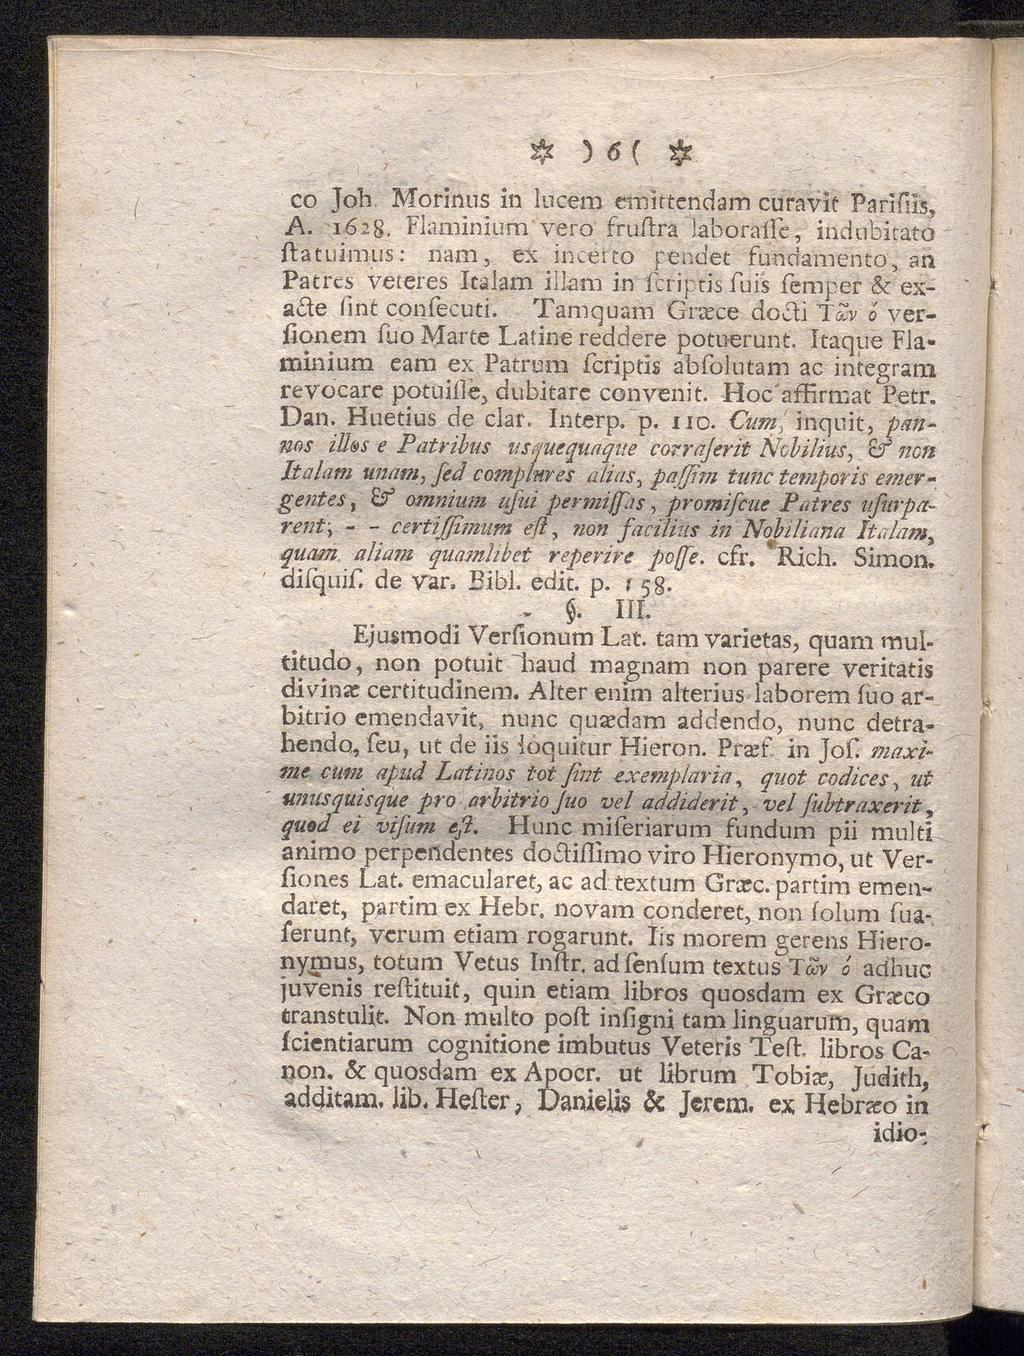 ✡ ) 6 ( ✡
co Joh. Morinus in lucem emittendam curavit Pariſiis,
A. 1628. Flaminium vero fruſtra laboraſſe, indubitato
ſtatuimus: nam, ex incerto pendet fundamento, an
Patres veteres Italam illam in ſcriptis ſuis ſemper & ex-
acte ſint conſecuti. Tamquam Græce docti Τῶν ό ver-
ſionem ſuo Marte Latine reddere potuerunt. Itaque Fla-
minium eam ex Patrum ſcriptis abſolutam ac integram
revocare potuiſſe, dubitare convenit. Hoc affirmat Petr.
Dan. Huetius de clar. Interp. p. 110. Cum, inquit, pan-
nos illos e Patribus usquequaque corraſerit Nobilius, & non
Italam unam, ſed complures alias, paſſim tunc temporis emer-
gentes, & omnium uſui permiſſas, promiſcue Patres uſurpa-
rent; - - certiſſimum eſt, non facilius in Nobiliana Italam,
quam aliam quamlibet reperire poſſe. cfr. Rich. Simon.
diſquiſ. de var. Bibl. edit. p. 158.
§. III.
Ejusmodi Verſionum Lat. tam varietas, quam mul-
titudo, non potuit haud magnam non parere veritatis
divinæ certitudinem. Alter enim alterius laborem ſuo ar-
bitrio emendavit, nunc quædam addendo, nunc detra-
hendo, ſeu, ut de iis loquitur Hieron. Præf. in Joſ. maxi-
me cum apud Latinos tot ſint exemplaria, quot codices, ut
unusquisque pro arbitrio ſuo vel addiderit, vel ſubtraxerit,
quod ei viſum eſt. Hunc miſeriarum fundum pii multi
animo perpendentes doctiſſimo viro Hieronymo, ut Ver-
ſiones Lat. emacularet, ac ad textum Græc. partim emen-
daret, partim ex Hebr. novam conderet, non ſolum ſua-
ſerunt, verum etiam rogarunt. Iis morem gerens Hiero-
nymus, totum Vetus Inſtr. ad ſenſum textus Τῶν ό adhuc
juvenis reſtituit, quin etiam libros quosdam ex Græco
transtulit. Non multo poſt inſigni tam linguarum, quam
ſcientiarum cognitione imbutus Veteris Teſt. libros Ca-
non. & quosdam ex Apocr. ut librum Tobiæ, Judith,
additam. lib. Heſter, Danielis & Jerem. ex Hebræo in
idio-